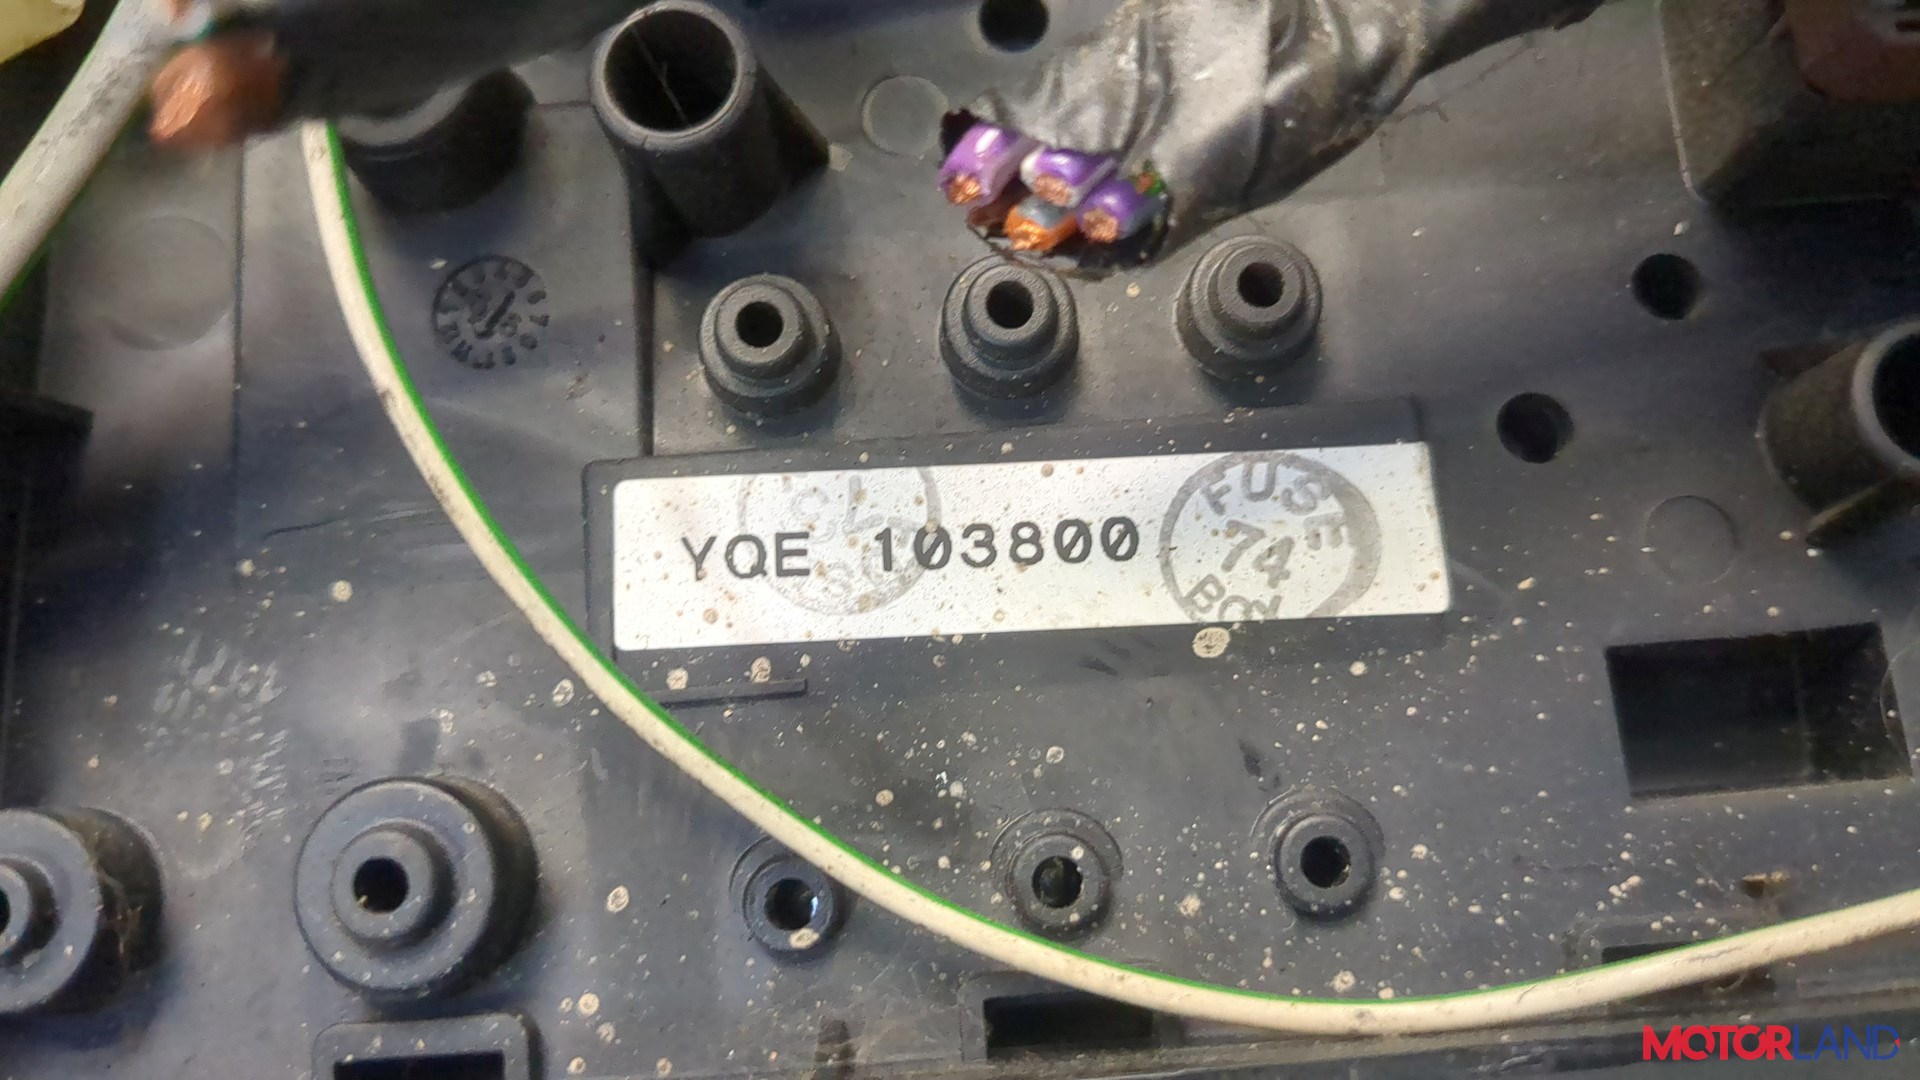 YQE 103800
FUSE
74
BOX
MOTORLAND